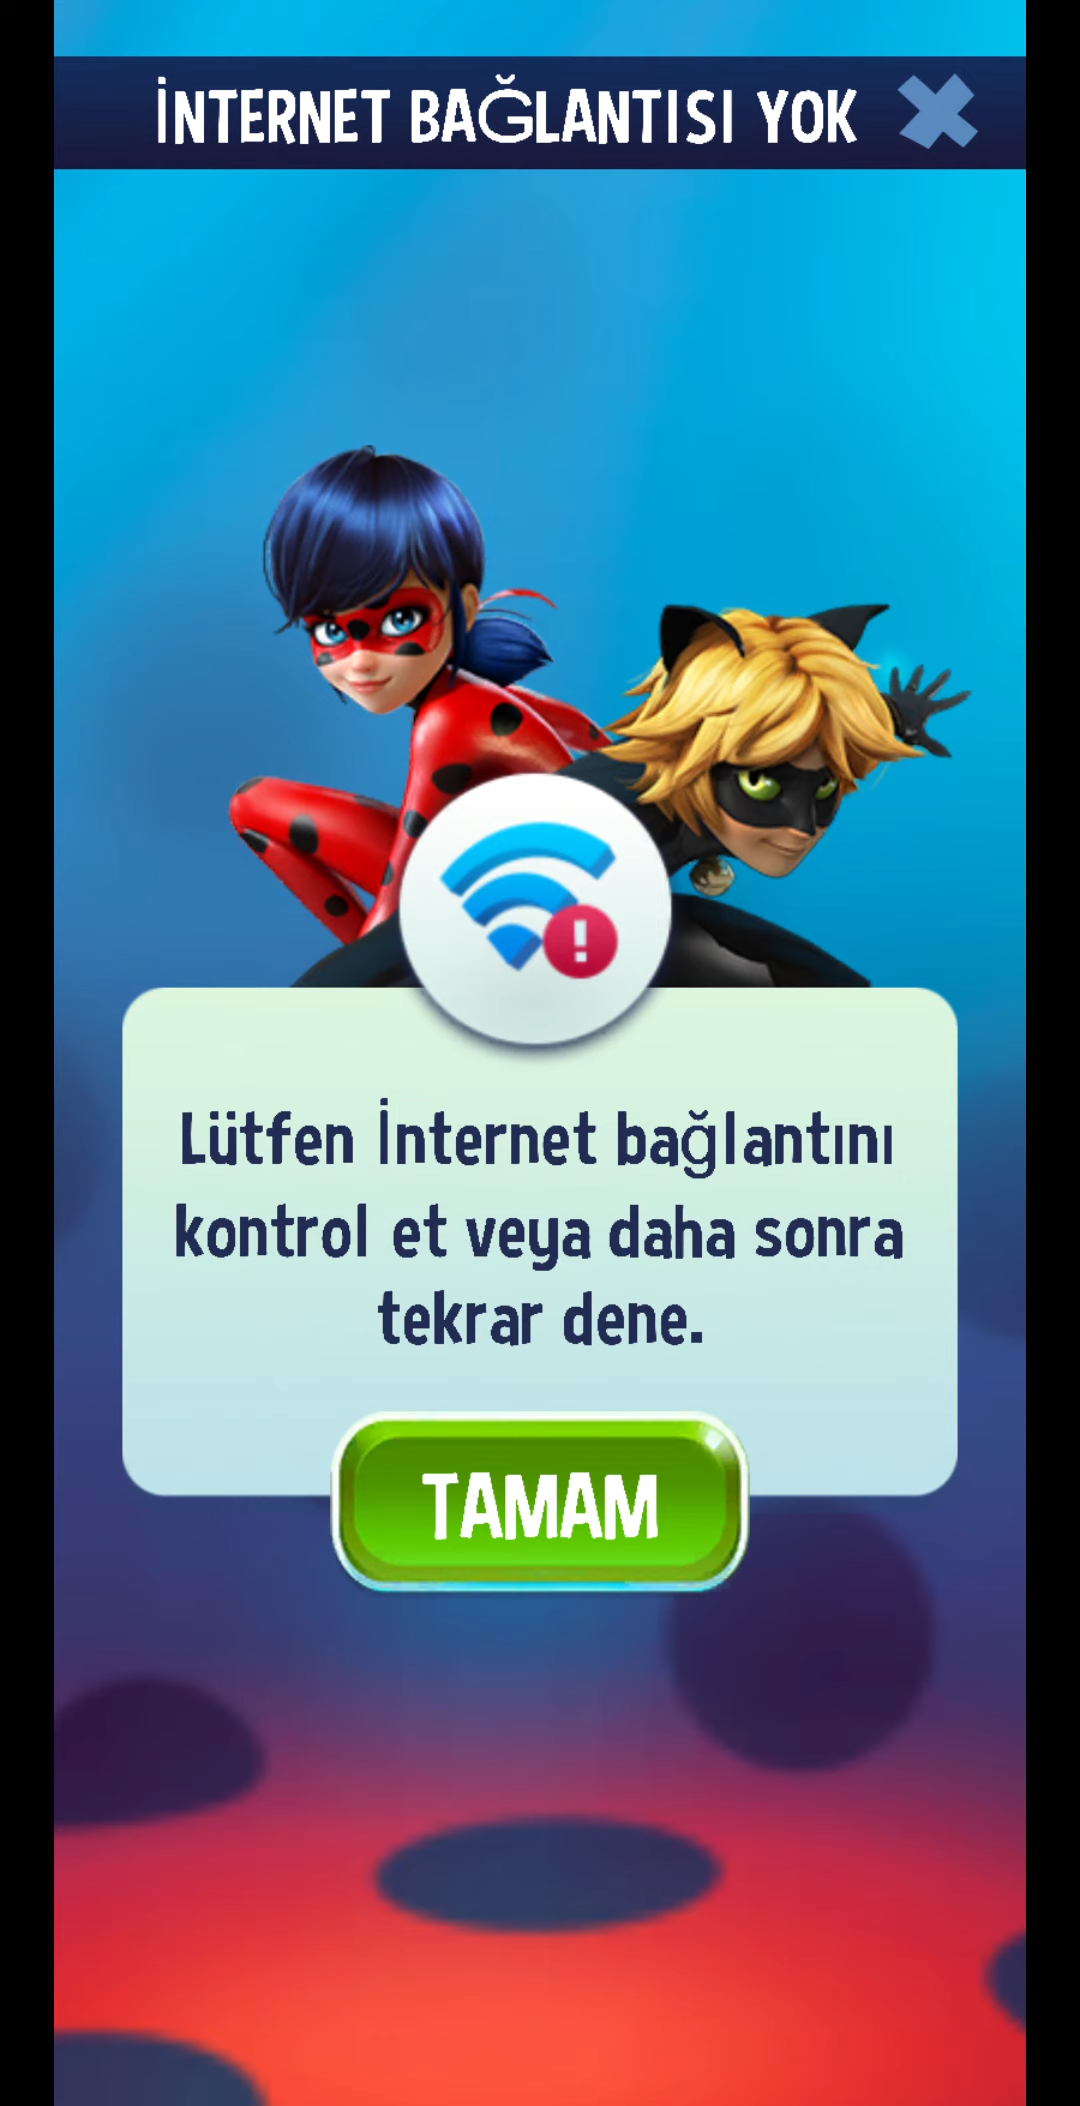 İNTERNET BAĞLANTISI YOK
Lütfen İnternet bağlantını
kontrol et veya daha sonra
tekrar dene.
TAMAM